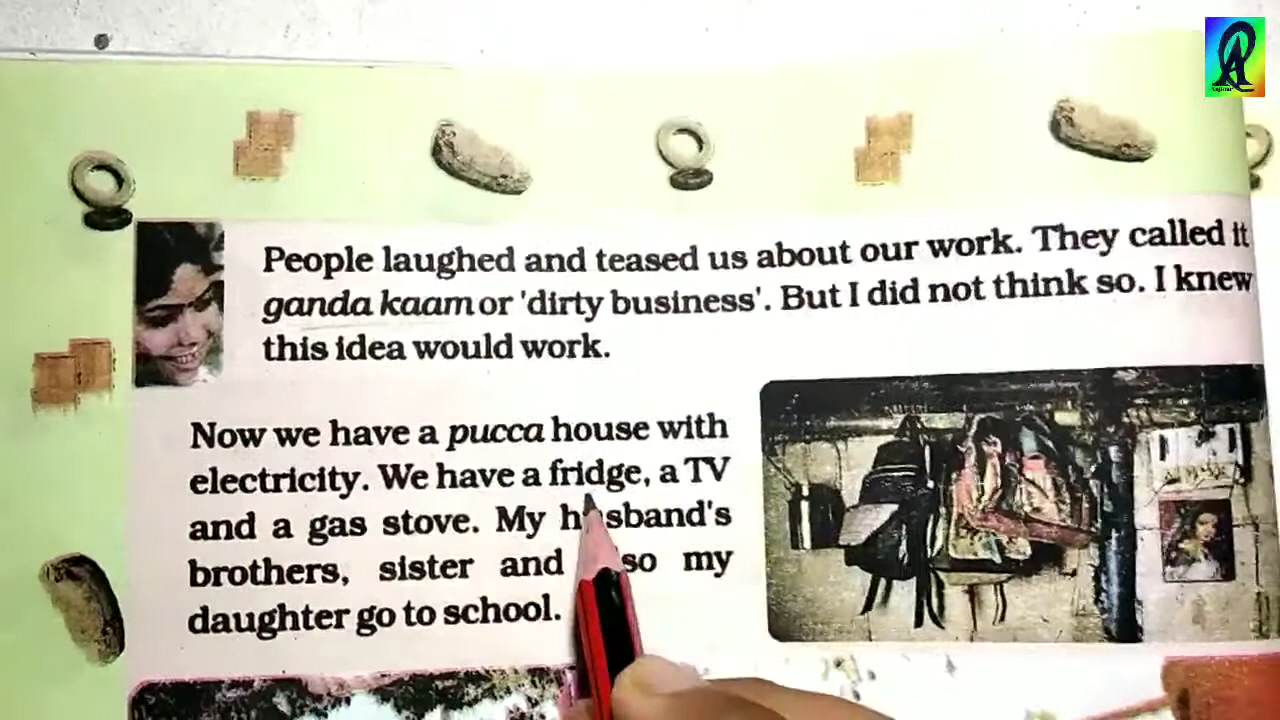 People laughed and teased us about our work. They called it
ganda kaam or 'dirty business'. But I did not think so. I knew
this idea would work.
Now we have a pucca house with
electricity. We have a fridge, a TV
and a gas stove. My husband's
brothers, sister and also my
daughter go to school.